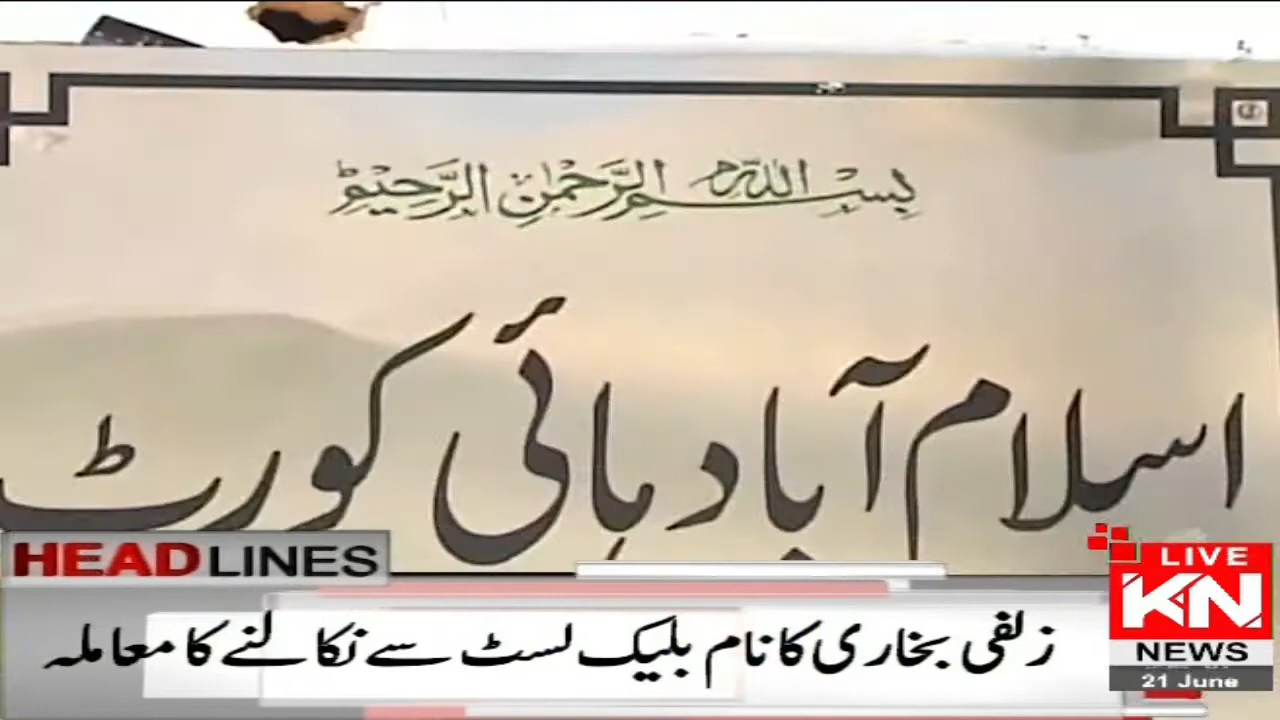 بسم اللہ الرحمٰن الرحیم
اسلام آباد ہائی کورٹ
HEADLINES
زلفی بخاری کا نام بلیک لسٹ سے نکالنے کا معاملہ
LIVE
KN
NEWS
21 June